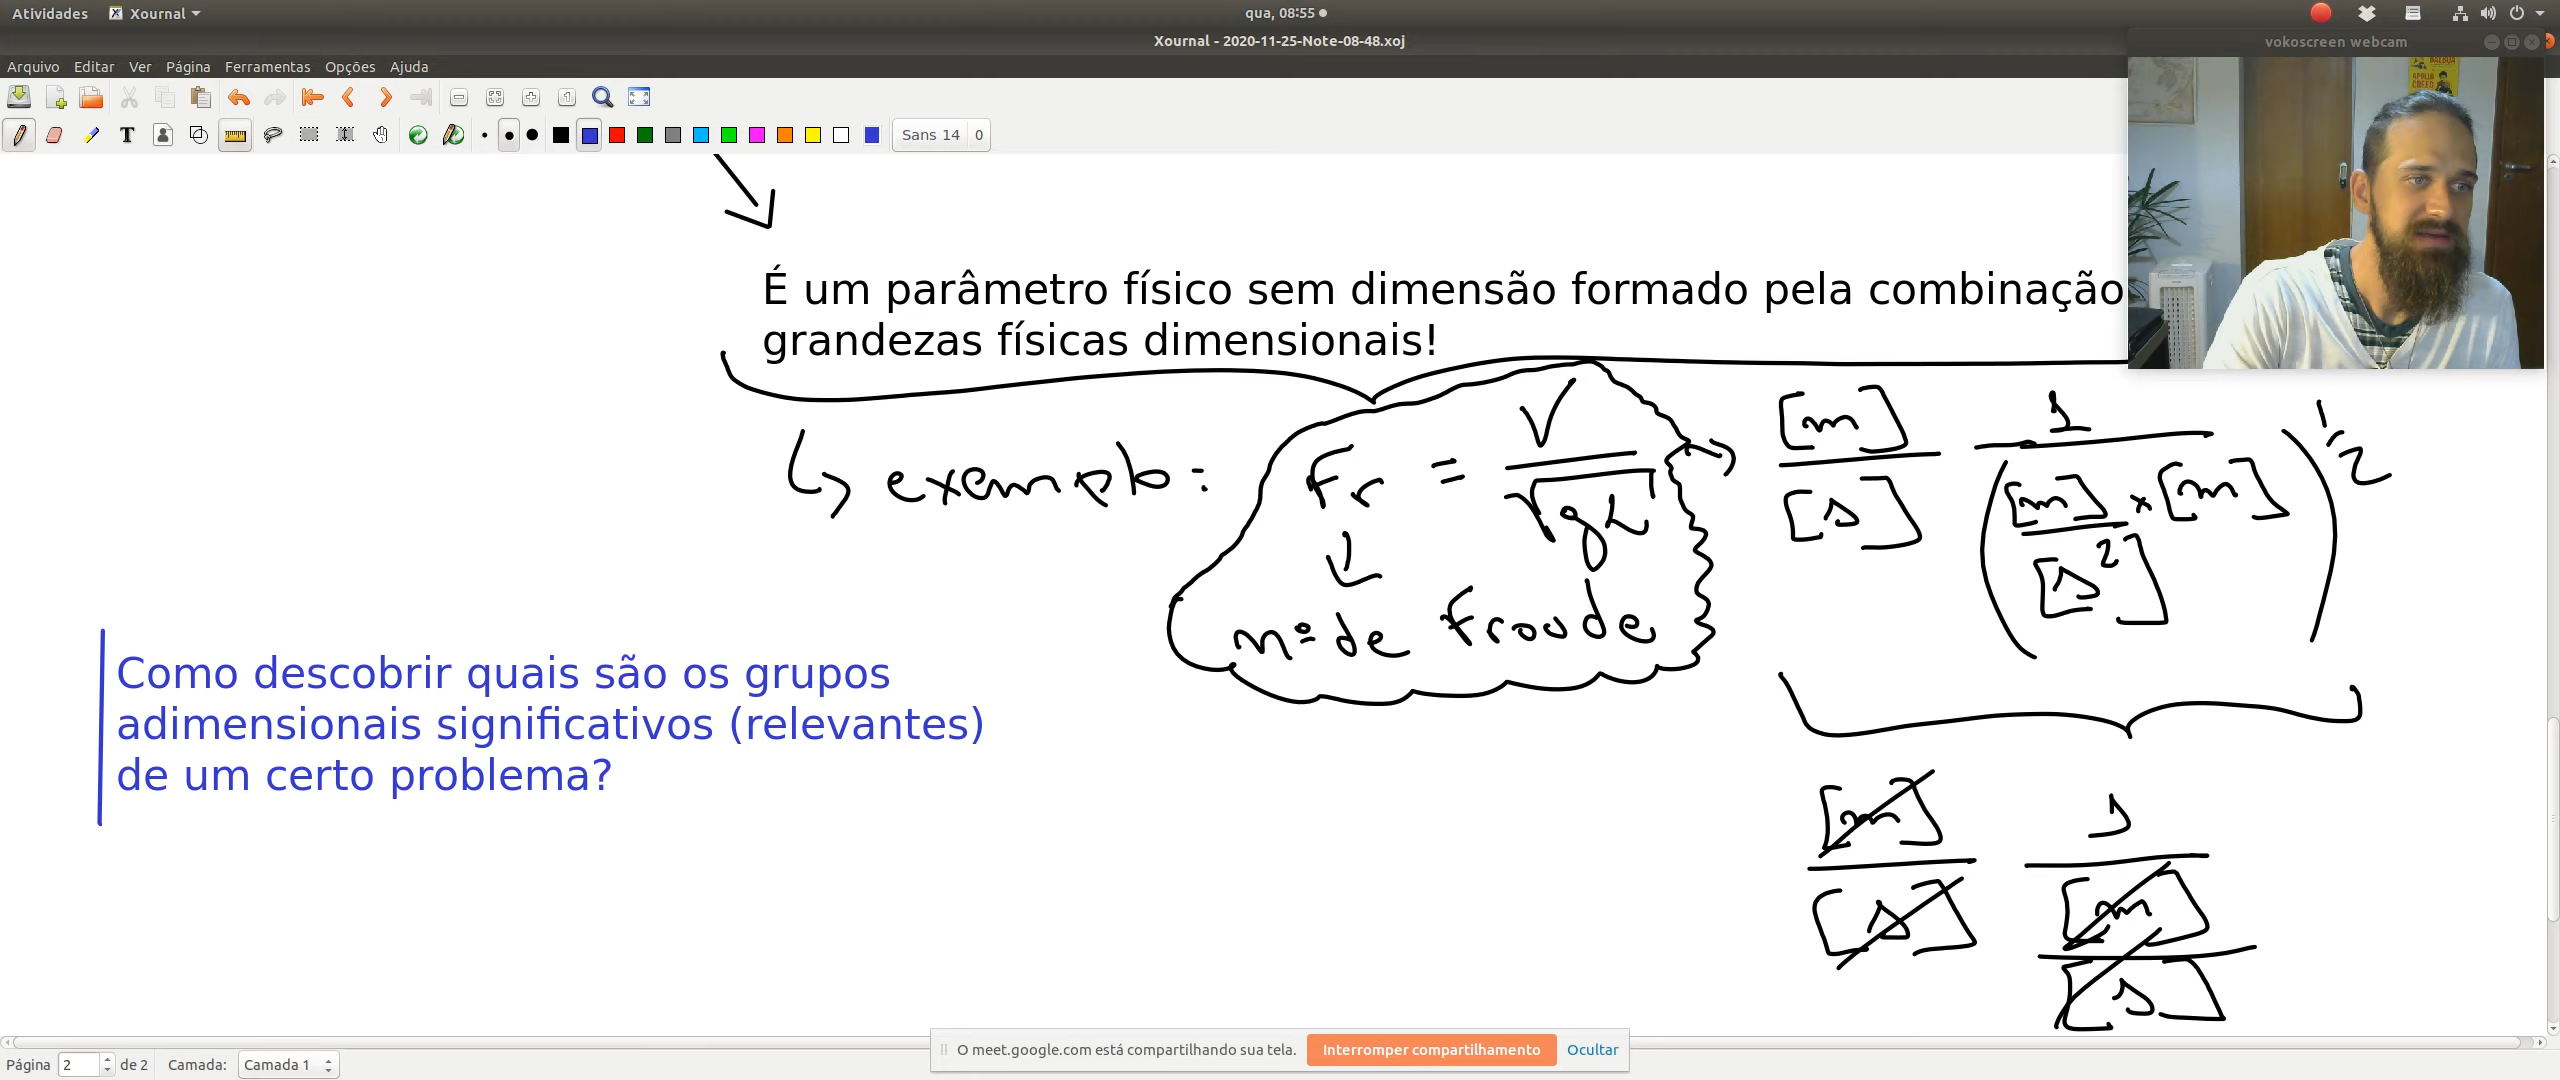 Atividades Xournal qua, 08:55
Xournal - 2020-11-25-Note-08-48.xoj
vokoscreen webcam
Arquivo Editar Ver Página Ferramentas Opções Ajuda
T Sans 14 0
BALBOA
APOLLO
CREED
É um parâmetro físico sem dimensão formado pela combinação
grandezas físicas dimensionais!
exemplo: Fr = V / √gL
[m] / [s] 1 / ([m] / [s²] × [m])^1/2
nº de Froude
Como descobrir quais são os grupos
adimensionais significativos (relevantes)
de um certo problema?
[m] / [s] 1 / [m] / [s]
O meet.google.com está compartilhando sua tela. Interromper compartilhamento Ocultar
Página 2 de 2 Camada: Camada 1